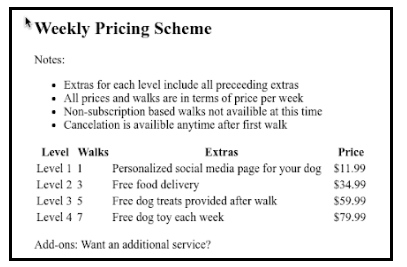 Weekly Pricing Scheme
Notes:
Extras for each level include all preceeding extras
All prices and walks are in terms of price per week
Non-subscription based walks not availible at this time
Cancelation is availible anytime after first walk
Level Walks Extras Price
Level 1 1 Personalized social media page for your dog $11.99
Level 2 3 Free food delivery $34.99
Level 3 5 Free dog treats provided after walk $59.99
Level 4 7 Free dog toy each week $79.99
Add-ons: Want an additional service?